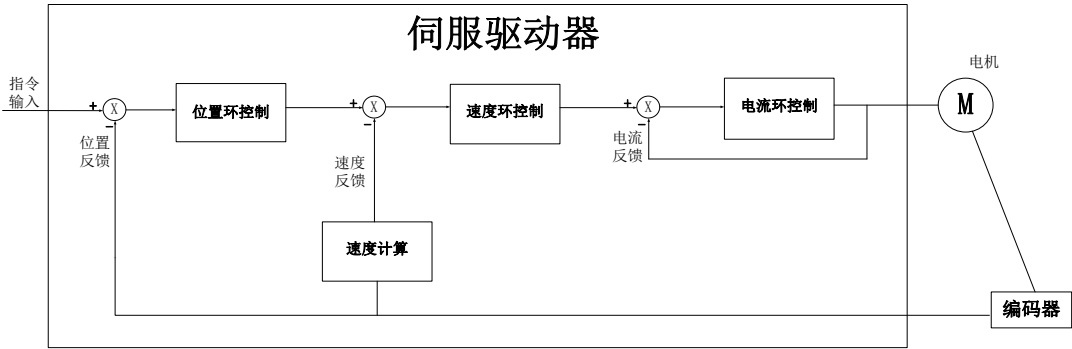 伺服驱动器
电机
指令
输入
+
X
位置环控制
+
X
速度环控制
+
X
电流环控制
M
-
位置
反馈
-
速度
反馈
-
电流
反馈
速度计算
编码器